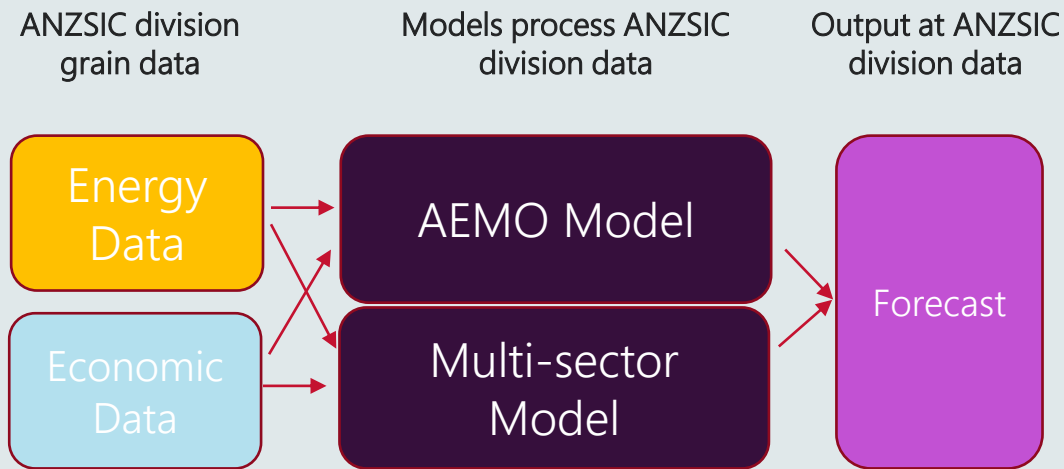 ANZSIC division
grain data
Models process ANZSIC
division data
Output at ANZSIC
division data
Energy
Data
AEMO Model
Forecast
Economic
Data
Multi-sector
Model